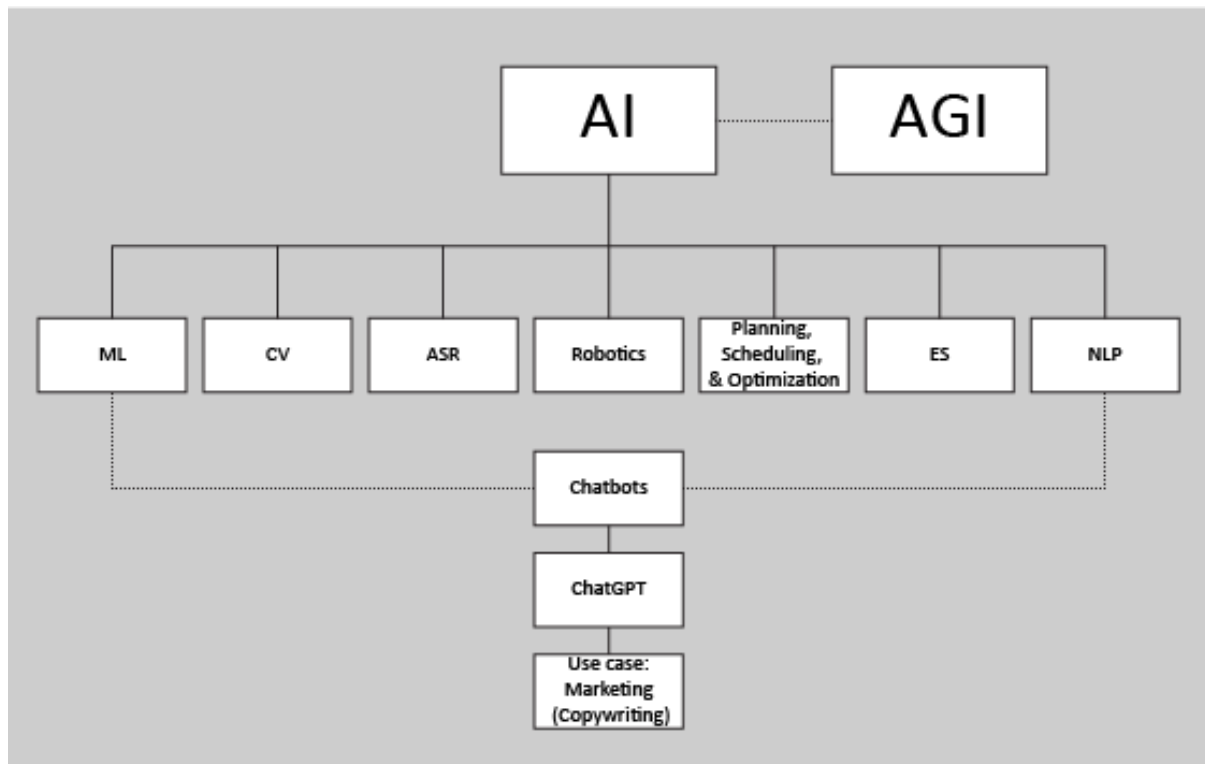 AI
AGI
ML
CV
ASR
Robotics
Planning,
Scheduling,
& Optimization
ES
NLP
Chatbots
ChatGPT
Use case:
Marketing
(Copywriting)